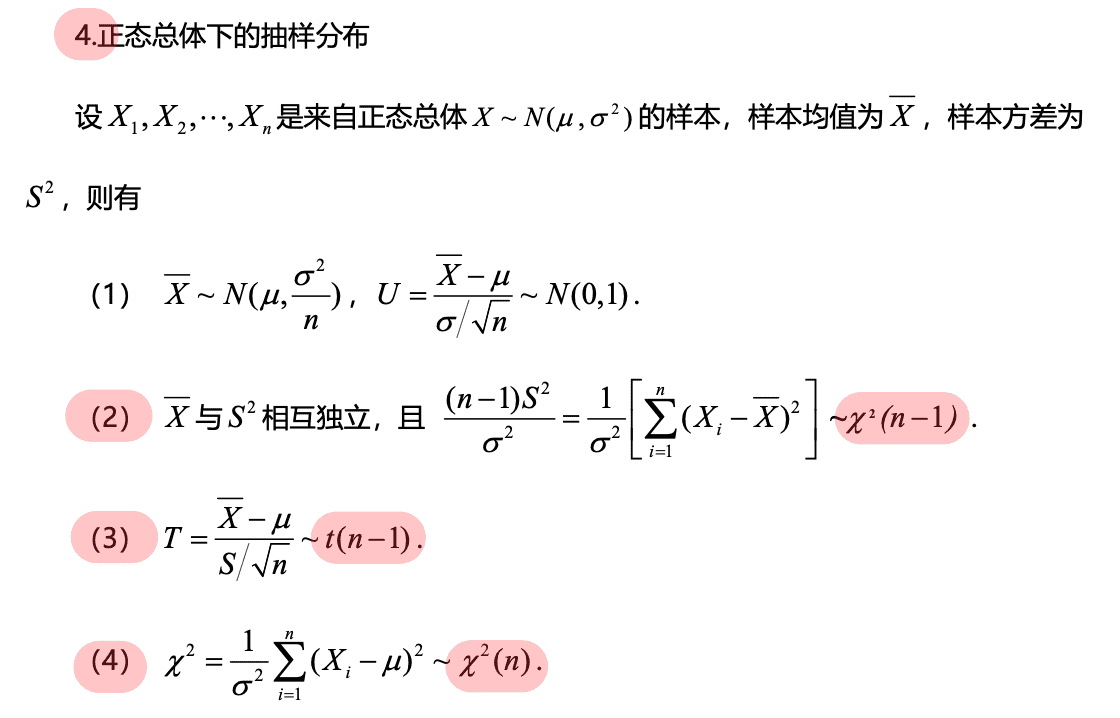 4.正态总体下的抽样分布
设 $X_1, X_2, \cdots, X_n$ 是来自正态总体 $X \sim N(\mu, \sigma^2)$ 的样本，样本均值为 $\overline{X}$ ，样本方差为
$S^2$ ，则有
（1） $\overline{X} \sim N(\mu, \frac{\sigma^2}{n})$ ，$U = \frac{\overline{X} - \mu}{\sigma/\sqrt{n}} \sim N(0,1)$ .
（2） $\overline{X}$ 与 $S^2$ 相互独立，且 $\frac{(n-1)S^2}{\sigma^2} = \frac{1}{\sigma^2}\left[\sum_{i=1}^{n}(X_i - \overline{X})^2\right] \sim \chi^2(n-1)$ .
（3） $T = \frac{\overline{X} - \mu}{S/\sqrt{n}} \sim t(n-1)$ .
（4） $\chi^2 = \frac{1}{\sigma^2}\sum_{i=1}^{n}(X_i - \mu)^2 \sim \chi^2(n)$ .